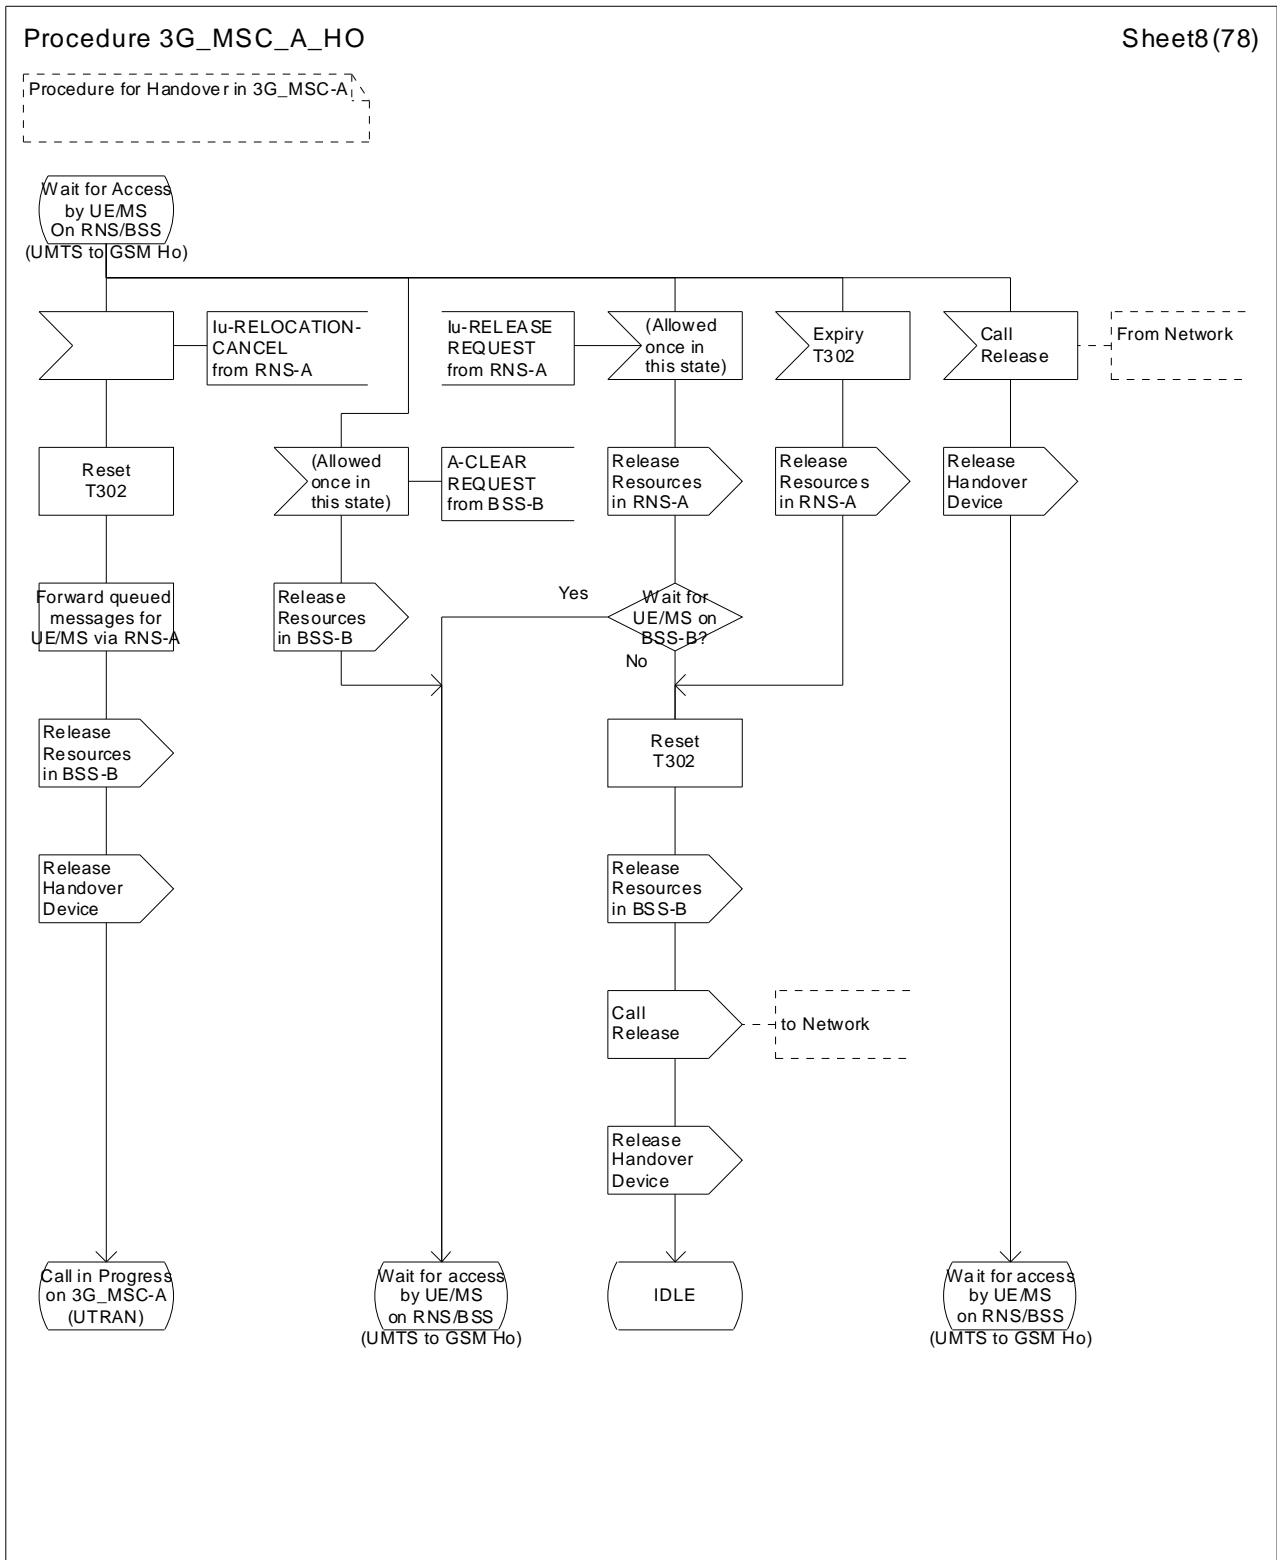 Procedure 3G_MSC_A_HO
Sheet8(78)
Procedure for Handover in 3G_MSC-A
Wait for Access
by UE/MS
On RNS/BSS
(UMTS to GSM Ho)
Iu-RELOCATION-
CANCEL
from RNS-A
Iu-RELEASE
REQUEST
from RNS-A
(Allowed
once in
this state)
Expiry
T302
Call
Release
From Network
Reset
T302
(Allowed
once in
this state)
A-CLEAR
REQUEST
from BSS-B
Release
Resources
in RNS-A
Release
Resources
in RNS-A
Release
Handover
Device
Forward queued
messages for
UE/MS via RNS-A
Release
Resources
in BSS-B
Yes
Wait for
UE/MS on
BSS-B?
No
Release
Resources
in BSS-B
Reset
T302
Release
Handover
Device
Release
Resources
in BSS-B
Call
Release
to Network
Release
Handover
Device
Call in Progress
on 3G_MSC-A
(UTRAN)
Wait for access
by UE/MS
on RNS/BSS
(UMTS to GSM Ho)
IDLE
Wait for access
by UE/MS
on RNS/BSS
(UMTS to GSM Ho)